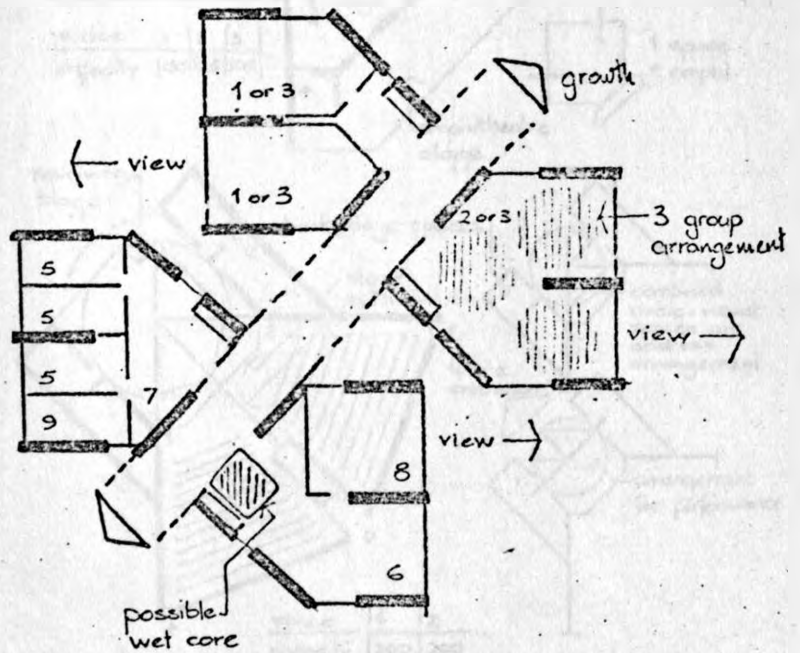 growth
1 or 3
view
1 or 3
2 or 3
3 group
arrangement
5
5
view
5
7
9
view
8
6
possible
wet core